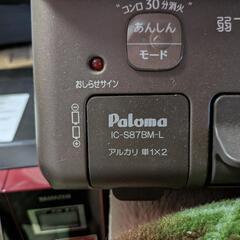 コンロ30分消火
あんしん
モード
弱
おしらせサイン
Paloma
IC-S87BM-L
アルカリ 単1×2